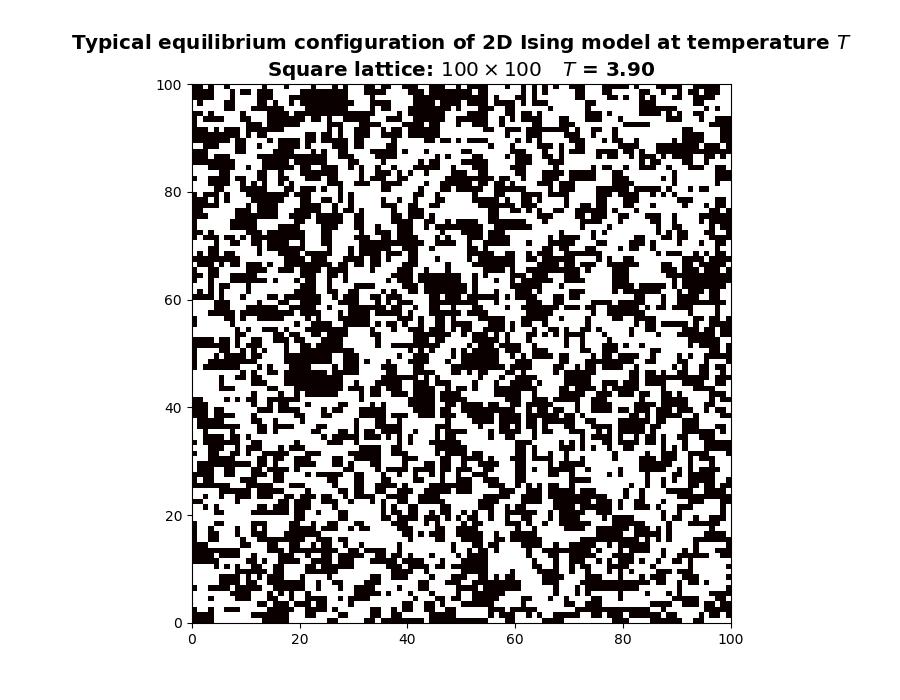 Typical equilibrium configuration of 2D Ising model at temperature T
Square lattice: 100 × 100 T = 3.90
100
80
60
40
20
0
0 20 40 60 80 100